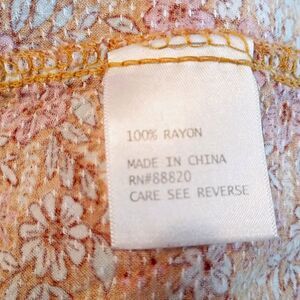 100% RAYON
MADE IN CHINA
RN#88820
CARE SEE REVERSE